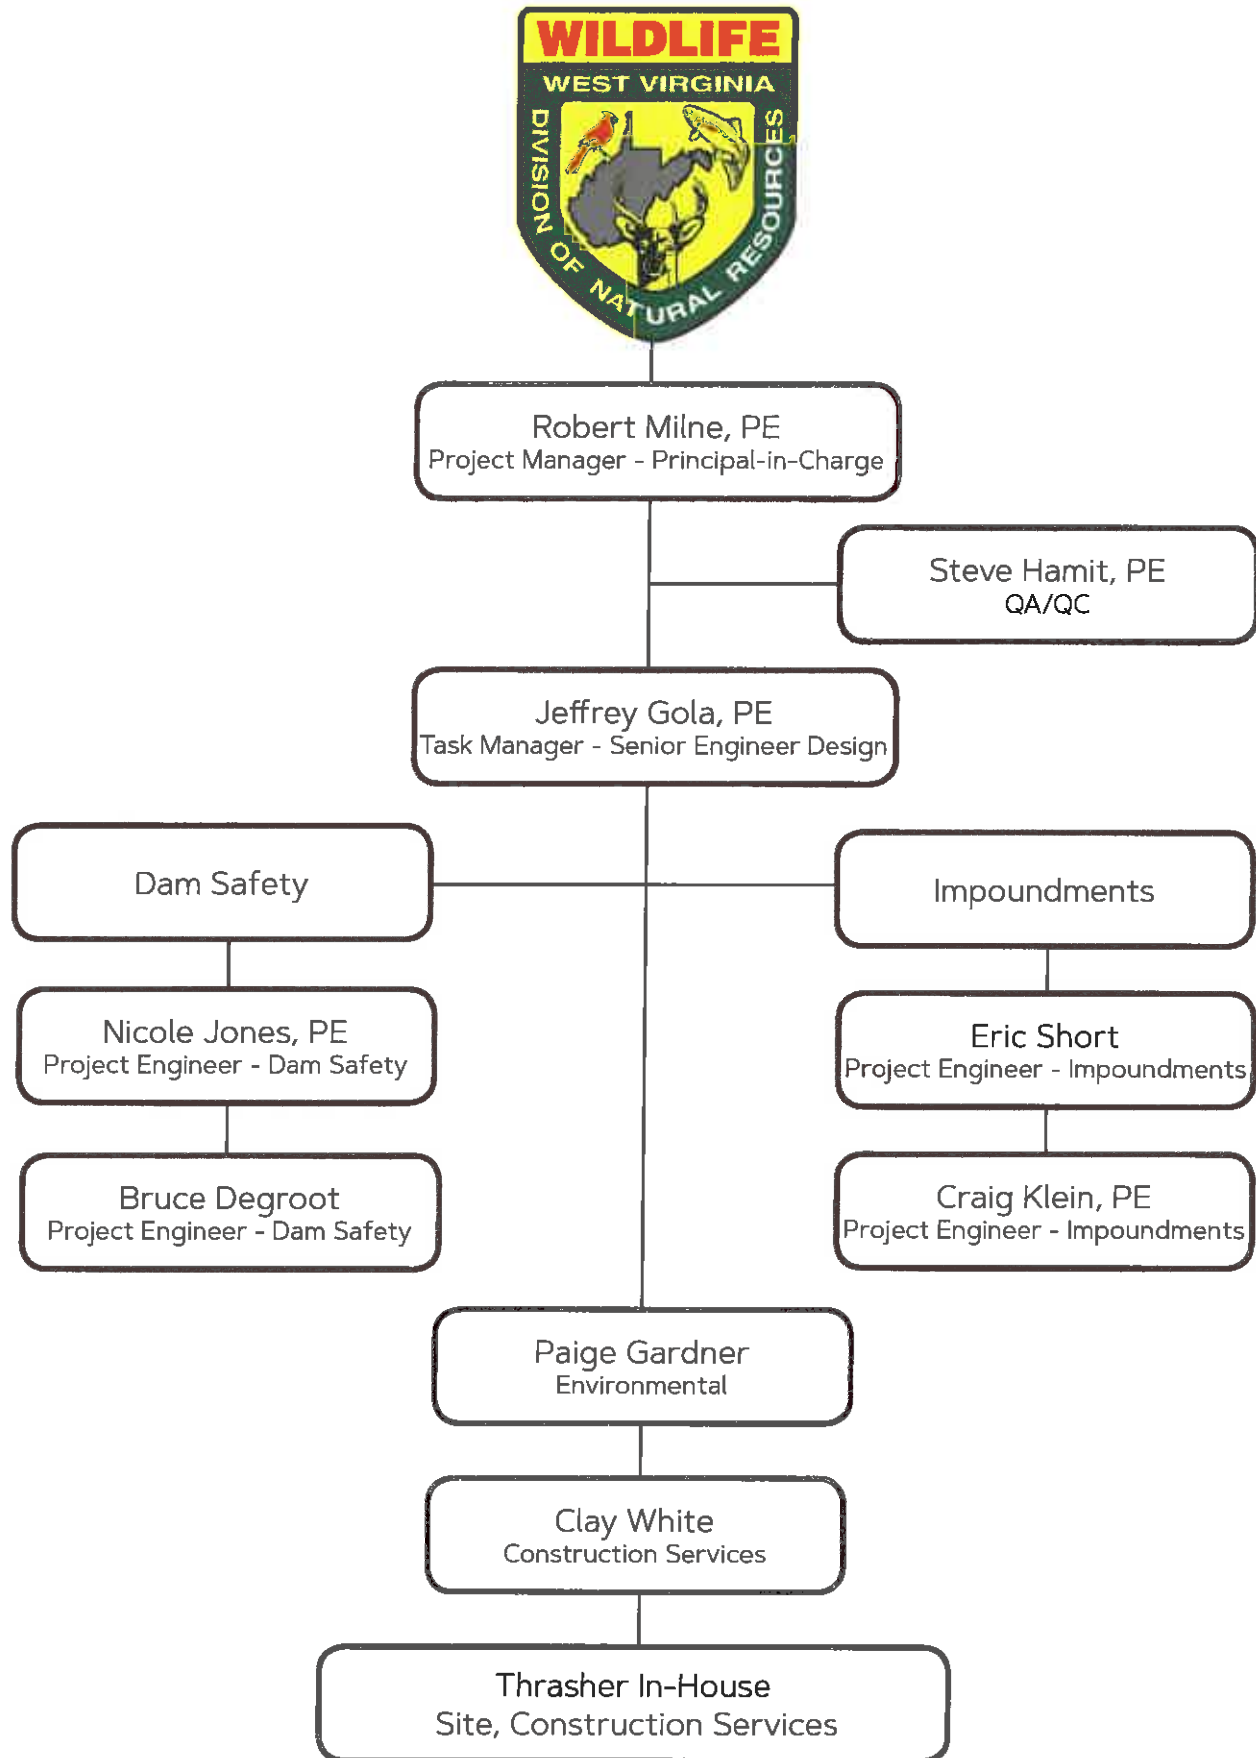 WILDLIFE
WEST VIRGINIA
DIVISION OF NATURAL RESOURCES
Robert Milne, PE
Project Manager - Principal-in-Charge
Steve Hamit, PE
QA/QC
Jeffrey Gola, PE
Task Manager - Senior Engineer Design
Dam Safety
Impoundments
Nicole Jones, PE
Project Engineer - Dam Safety
Eric Short
Project Engineer - Impoundments
Bruce Degroot
Project Engineer - Dam Safety
Craig Klein, PE
Project Engineer - Impoundments
Paige Gardner
Environmental
Clay White
Construction Services
Thrasher In-House
Site, Construction Services